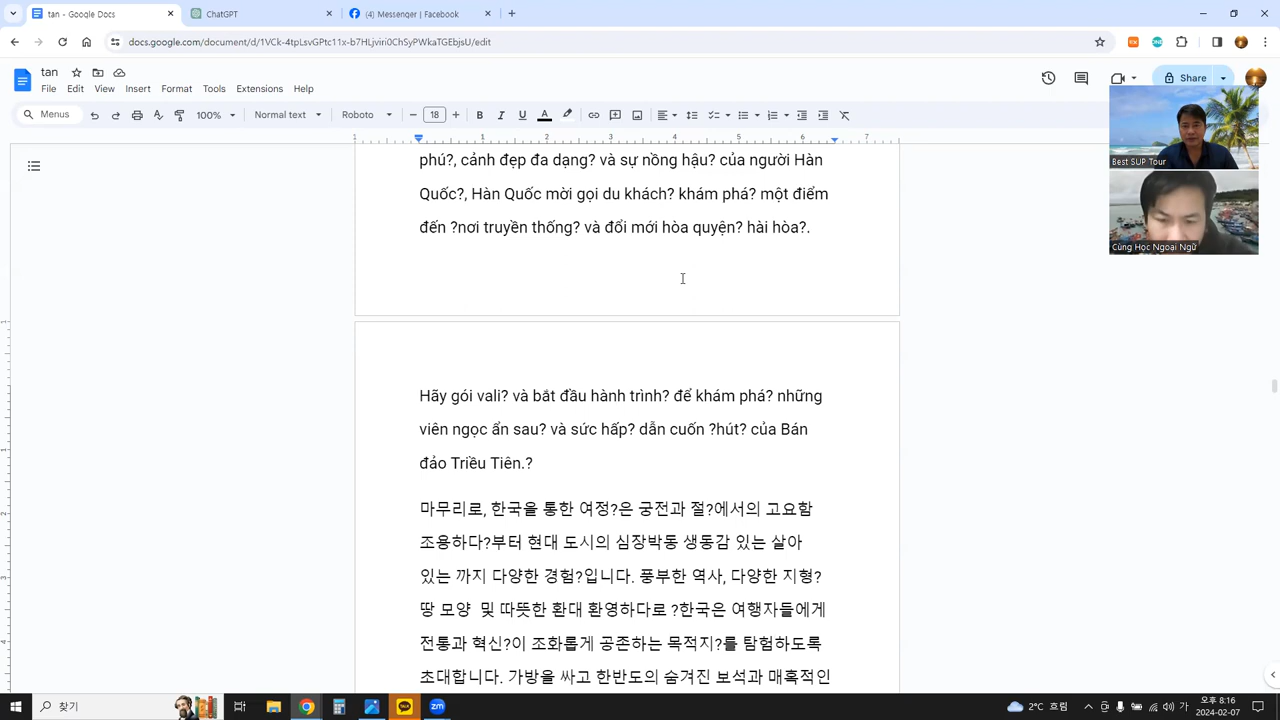 tan - Google Docs
ChatGPT
(4) Messenger | Facebook
docs.google.com/document/d/1VCk-4tpLsvGPtc11x-b7HLjviri0ChSyPWkaTGEbjsU/edit
tan
File Edit View Insert Format Tools Extensions Help
Share
Menus
100%
Normal text
Roboto
18
B I U A
1 1 2 3 4 5 6 7
Best SUP Tour
Cùng Học Ngoại Ngữ
phú?, cảnh đẹp đa dạng? và sự nồng hậu? của người Hàn
Quốc?, Hàn Quốc mời gọi du khách? khám phá? một điểm
đến ?nơi truyền thống? và đổi mới hòa quyện? hài hòa?.
Hãy gói vali? và bắt đầu hành trình? để khám phá? những
viên ngọc ẩn sau? và sức hấp? dẫn cuốn ?hút? của Bán
đảo Triều Tiên.?
마무리로, 한국을 통한 여정?은 궁전과 절?에서의 고요함
조용하다?부터 현대 도시의 심장박동 생동감 있는 살아
있는 까지 다양한 경험?입니다. 풍부한 역사, 다양한 지형?
땅 모양 및 따뜻한 환대 환영하다로 ?한국은 여행자들에게
전통과 혁신?이 조화롭게 공존하는 목적지?를 탐험하도록
초대합니다. 가방을 싸고 한반도의 숨겨진 보석과 매혹적인
찾기
2°C 흐림
가
오후 8:16
2024-02-07